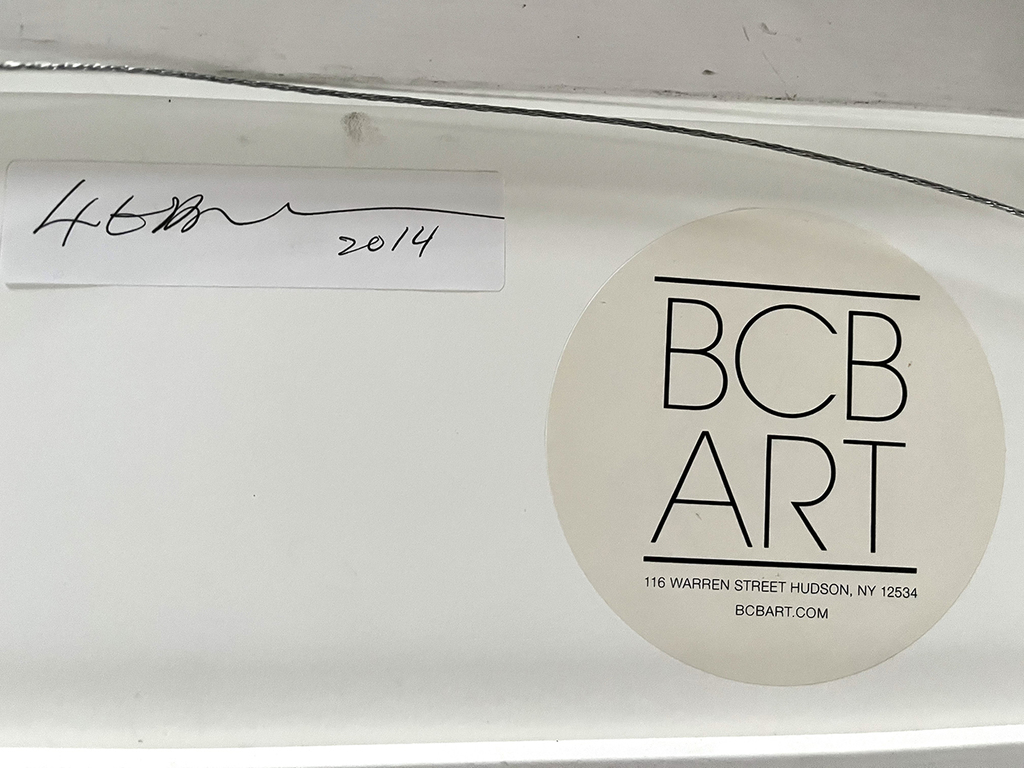 2014
BCB
ART
116 WARREN STREET HUDSON, NY 12534
BCBART.COM